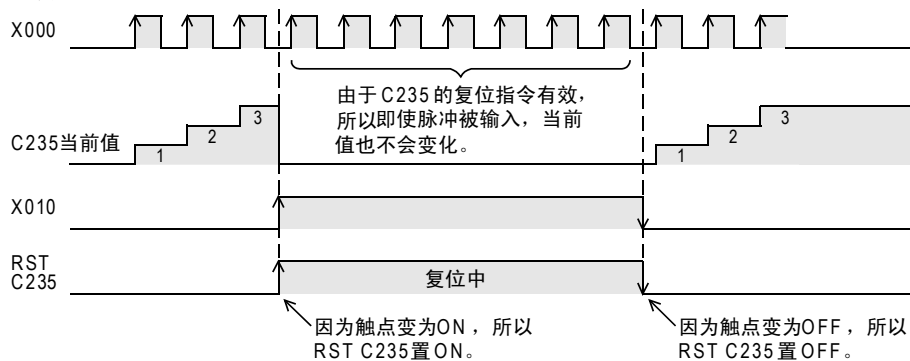 X000
由于C235的复位指令有效，
所以即使脉冲被输入，当前
值也不会变化。
C235当前值
1
2
3
1
2
3
X010
RST
C235
复位中
因为触点变为ON，所以
RST C235置ON。
因为触点变为OFF，所以
RST C235置OFF。